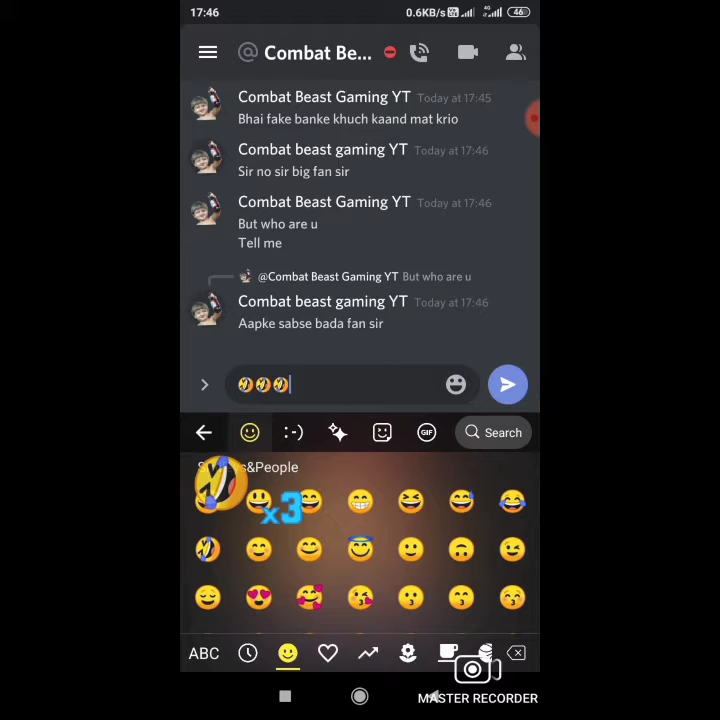 17:46
0.6KB/s 4G 46
@ Combat Be...
Combat Beast Gaming YT Today at 17:45
Bhai fake banke khuch kaand mat krio
Combat beast gaming YT Today at 17:46
Sir no sir big fan sir
Combat Beast Gaming YT Today at 17:46
But who are u
Tell me
@Combat Beast Gaming YT But who are u
Combat beast gaming YT Today at 17:46
Aapke sabse bada fan sir
🤣🤣🤣
:-) GIF Search
&People
x3
ABC
MASTER RECORDER